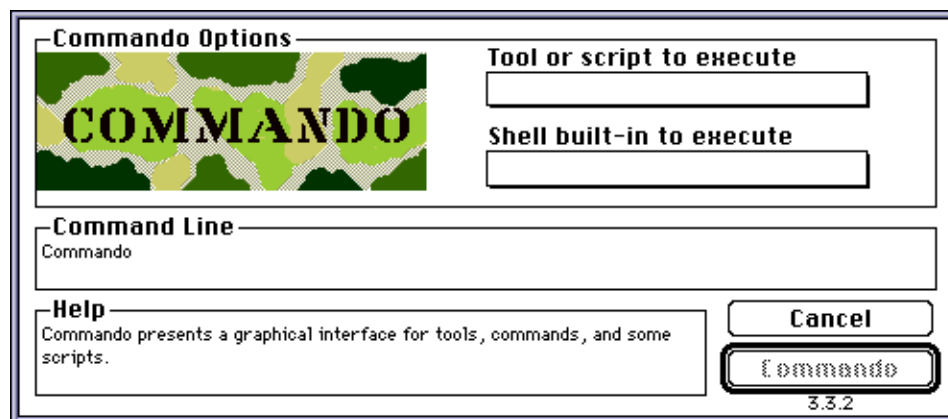 Commando Options
COMMANDO
Tool or script to execute
Shell built-in to execute
Command Line
Commando
Help
Commando presents a graphical interface for tools, commands, and some
scripts.
Cancel
Commando
3.3.2